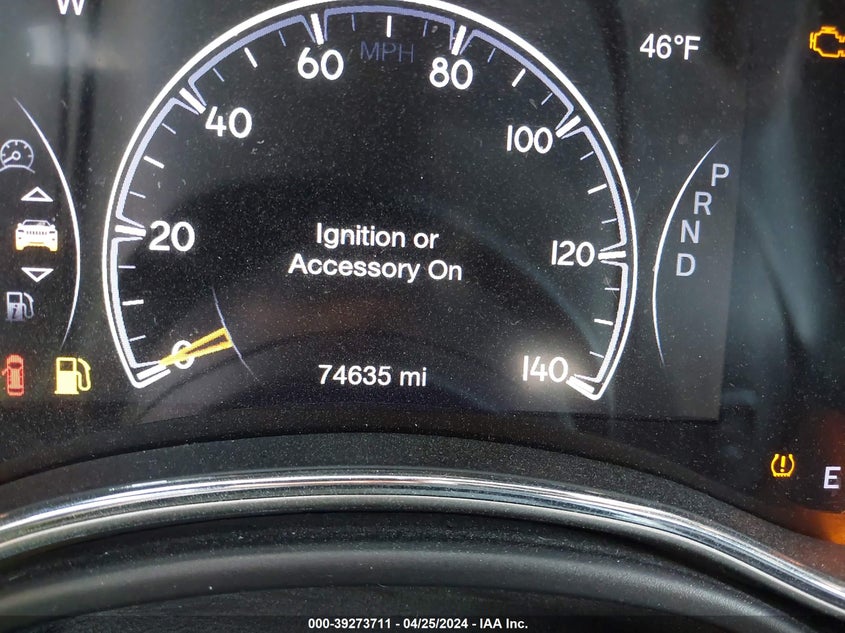 W
MPH
46°F
0
20
40
60
80
100
120
140
P
R
N
D
Ignition or
Accessory On
74635 mi
E
000-39273711 - 04/25/2024 - IAA Inc.